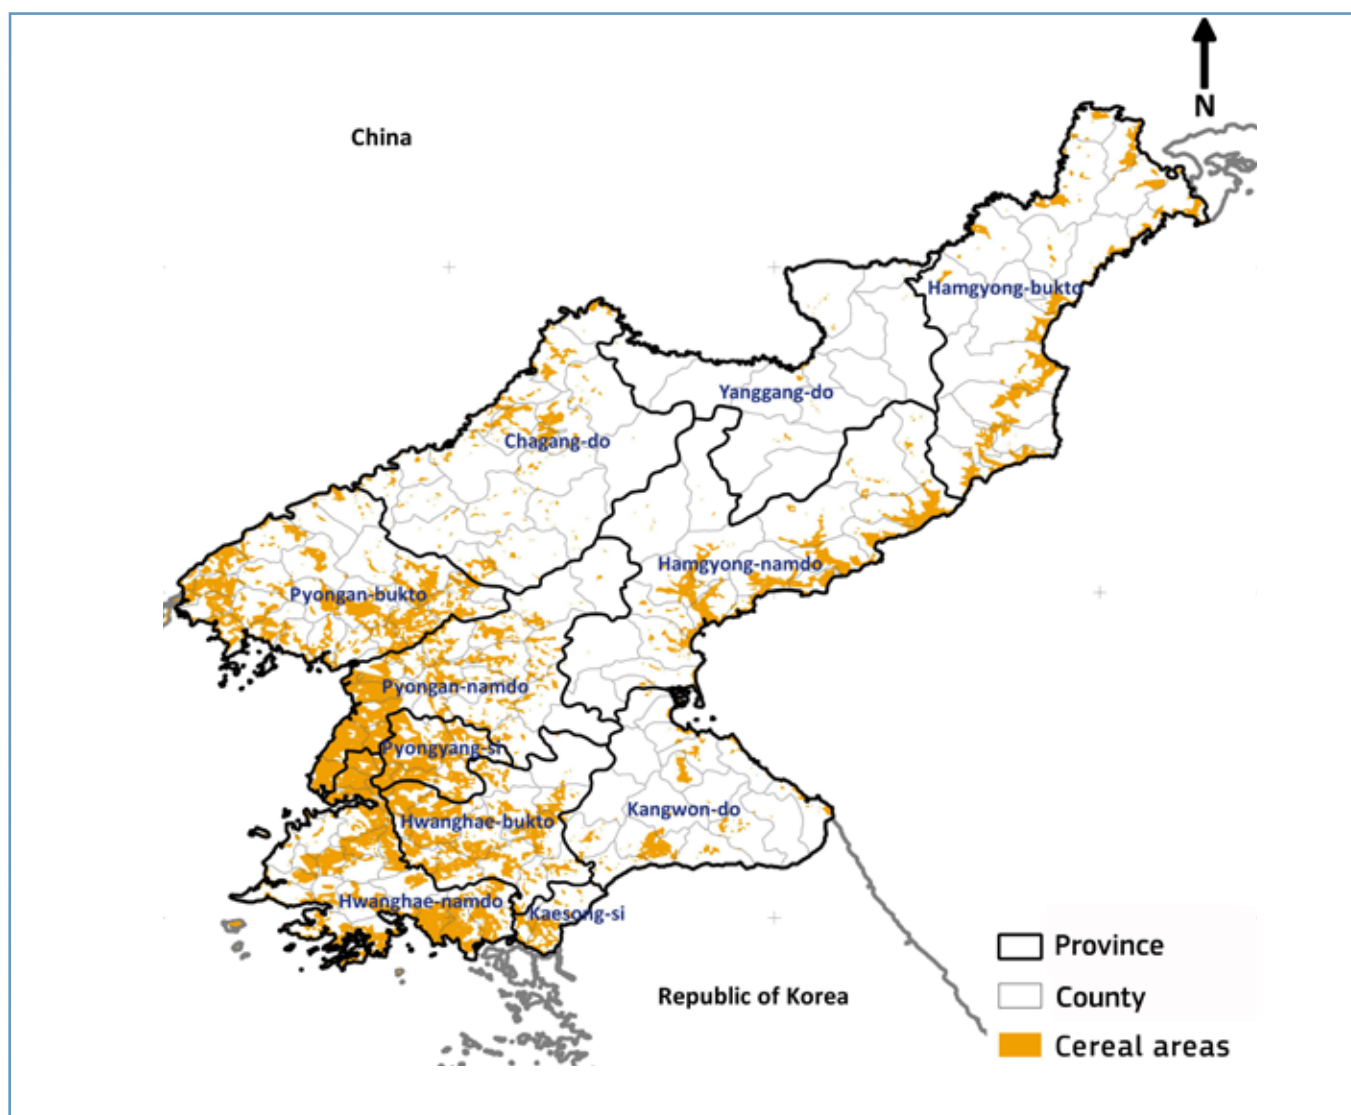 N
China
Hamgyong-bukto
Yanggang-do
Chagang-do
Hamgyong-namdo
Pyongan-bukto
Pyongan-namdo
Pyongyang-si
Kangwon-do
Hwanghae-bukto
Hwanghae-namdo
Kaesong-si
Republic of Korea
Province
County
Cereal areas